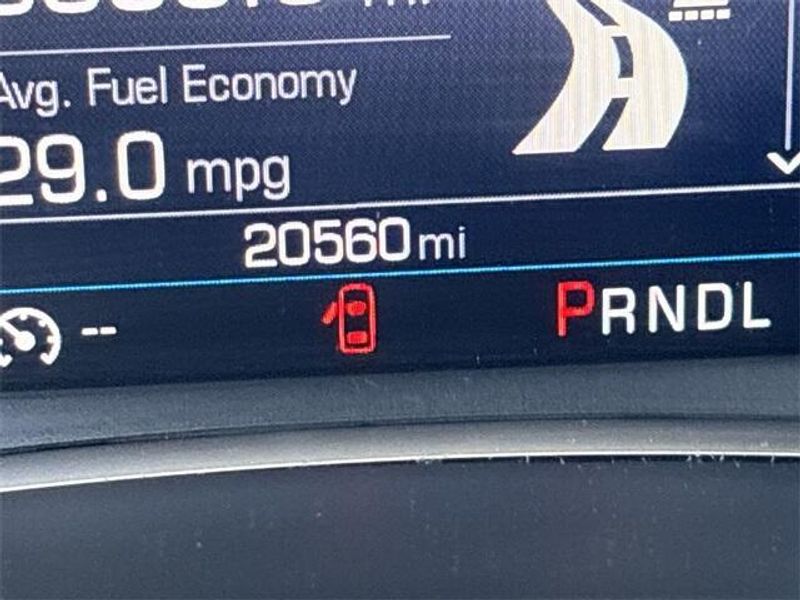 Avg. Fuel Economy
29.0 mpg
20560 mi
-- PRNDL